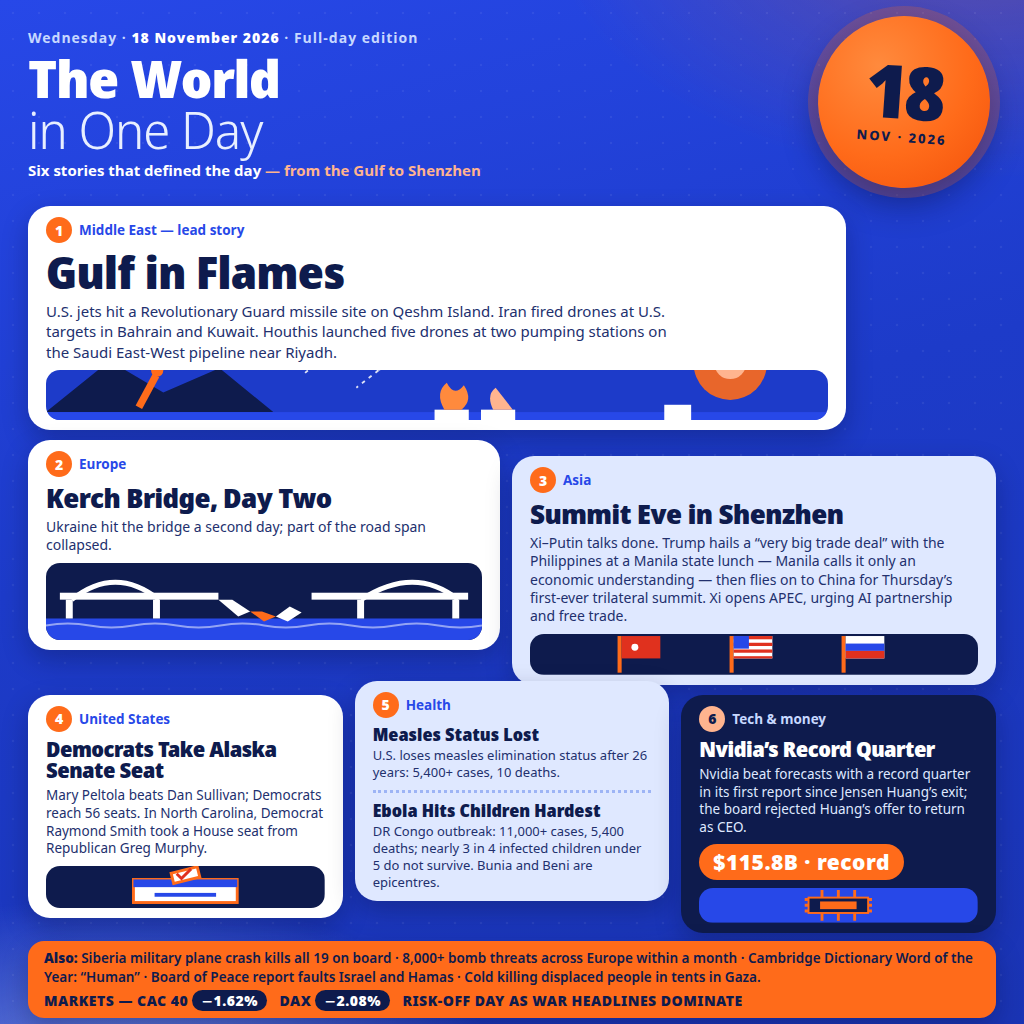 Wednesday · 18 November 2026 · Full-day edition
The World
in One Day
Six stories that defined the day — from the Gulf to Shenzhen
18
NOV · 2026
1 Middle East — lead story
Gulf in Flames
U.S. jets hit a Revolutionary Guard missile site on Qeshm Island. Iran fired drones at U.S.
targets in Bahrain and Kuwait. Houthis launched five drones at two pumping stations on
the Saudi East-West pipeline near Riyadh.
2 Europe
Kerch Bridge, Day Two
Ukraine hit the bridge a second day; part of the road span
collapsed.
3 Asia
Summit Eve in Shenzhen
Xi–Putin talks done. Trump hails a “very big trade deal” with the
Philippines at a Manila state lunch — Manila calls it only an
economic understanding — then flies on to China for Thursday’s
first-ever trilateral summit. Xi opens APEC, urging AI partnership
and free trade.
4 United States
Democrats Take Alaska
Senate Seat
Mary Peltola beats Dan Sullivan; Democrats
reach 56 seats. In North Carolina, Democrat
Raymond Smith took a House seat from
Republican Greg Murphy.
5 Health
Measles Status Lost
U.S. loses measles elimination status after 26
years: 5,400+ cases, 10 deaths.
Ebola Hits Children Hardest
DR Congo outbreak: 11,000+ cases, 5,400
deaths; nearly 3 in 4 infected children under
5 do not survive. Bunia and Beni are
epicentres.
6 Tech & money
Nvidia’s Record Quarter
Nvidia beat forecasts with a record quarter
in its first report since Jensen Huang’s exit;
the board rejected Huang’s offer to return
as CEO.
$115.8B · record
Also: Siberia military plane crash kills all 19 on board · 8,000+ bomb threats across Europe within a month · Cambridge Dictionary Word of the
Year: “Human” · Board of Peace report faults Israel and Hamas · Cold killing displaced people in tents in Gaza.
MARKETS — CAC 40 −1.62% DAX −2.08% RISK-OFF DAY AS WAR HEADLINES DOMINATE